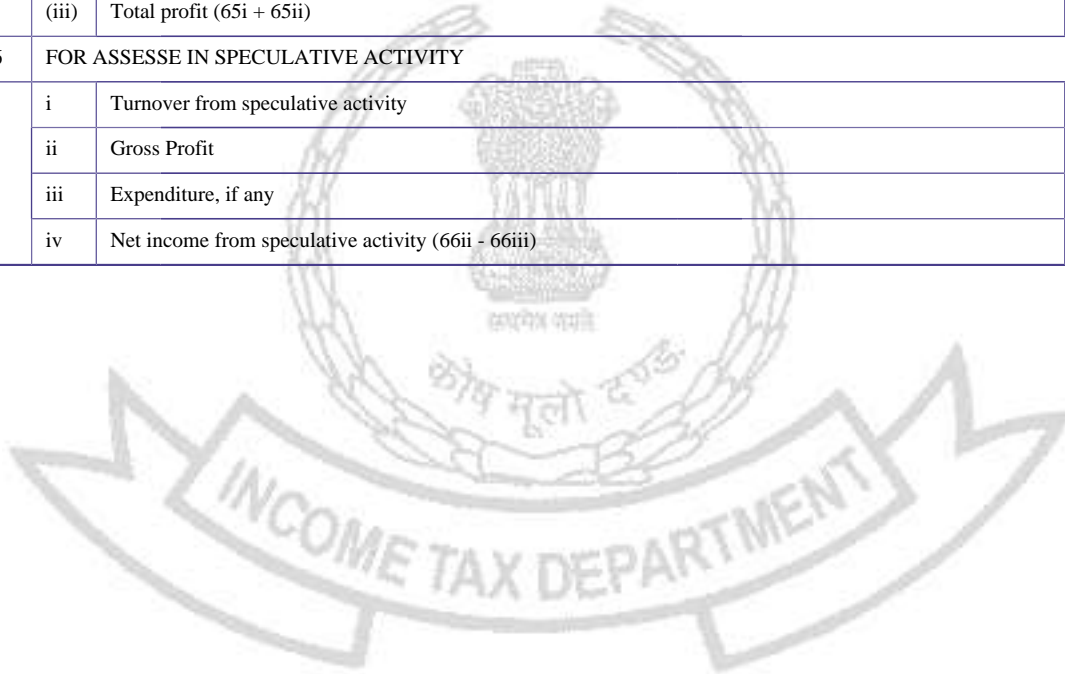 (iii) Total profit (65i + 65ii)
FOR ASSESSE IN SPECULATIVE ACTIVITY
i Turnover from speculative activity
ii Gross Profit
iii Expenditure, if any
iv Net income from speculative activity (66ii - 66iii)
सत्यमेव जयते
कोष मूलो दण्ड:
INCOME TAX DEPARTMENT